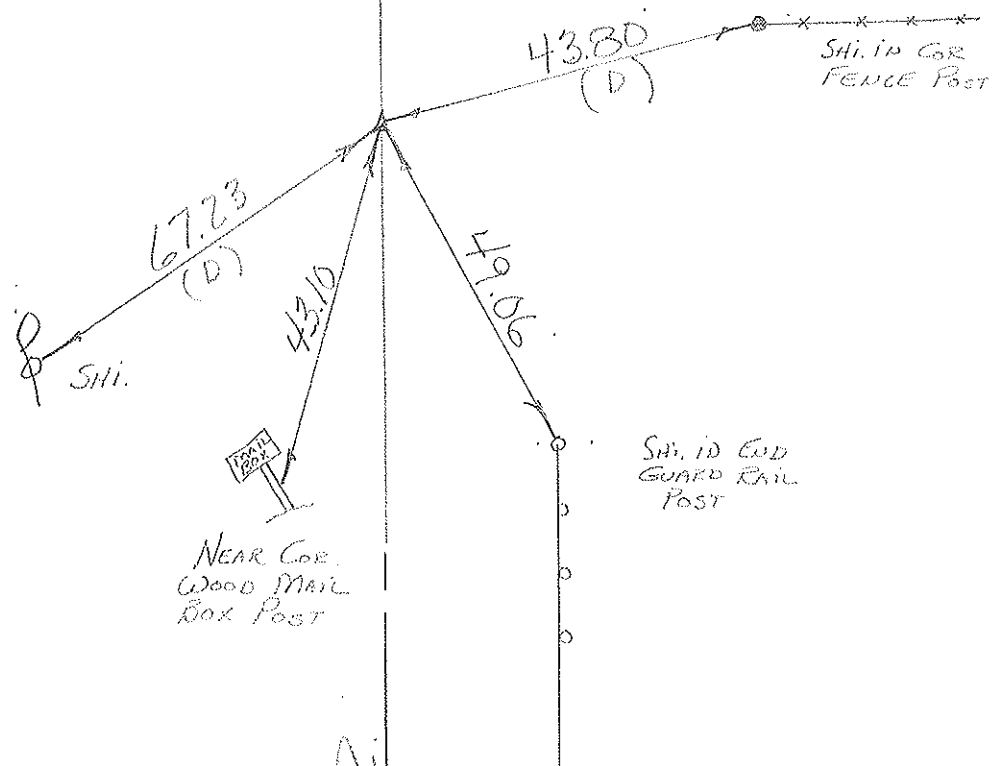 43.80
(D)
SHI. IN COR
FENCE POST
67.23
(D)
43.10
49.06
SHI.
MAIL
BOX
SHI. IN END
GUARD RAIL
POST
NEAR COR.
WOOD MAIL
BOX POST